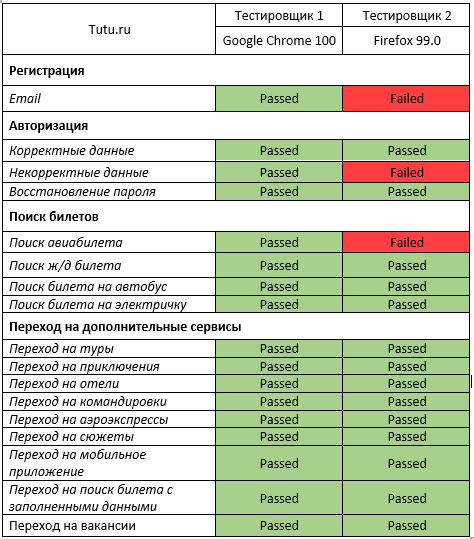 Tutu.ru Тестировщик 1 Тестировщик 2
Google Chrome 100 Firefox 99.0
Регистрация
Email Passed Failed
Авторизация
Корректные данные Passed Passed
Некорректные данные Passed Failed
Восстановление пароля Passed Passed
Поиск билетов
Поиск авиабилета Passed Failed
Поиск ж/д билета Passed Passed
Поиск билета на автобус Passed Passed
Поиск билета на электричку Passed Passed
Переход на дополнительные сервисы
Переход на туры Passed Passed
Переход на приключения Passed Passed
Переход на отели Passed Passed
Переход на командировки Passed Passed
Переход на аэроэкспрессы Passed Passed
Переход на сюжеты Passed Passed
Переход на мобильное
приложение Passed Passed
Переход на поиск билета с
заполненными данными Passed Passed
Переход на вакансии Passed Passed